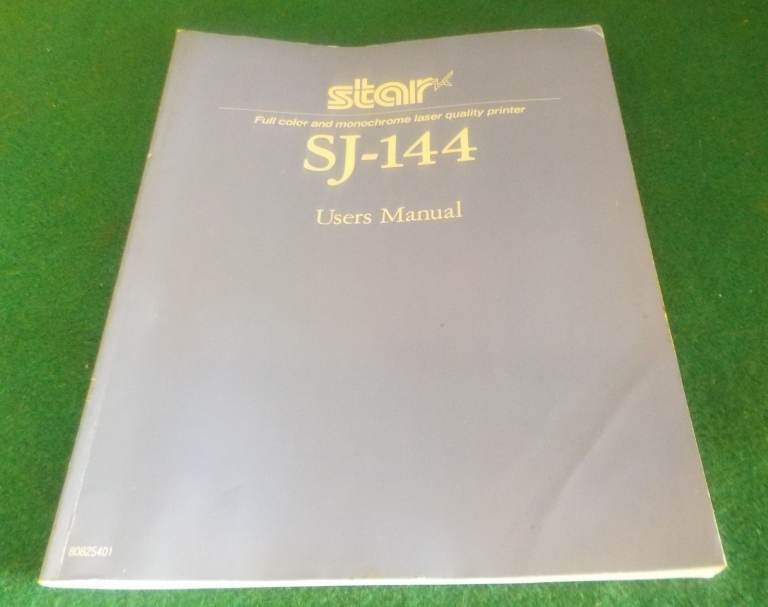 star
Full color and monochrome laser quality printer
SJ-144
Users Manual
80825401